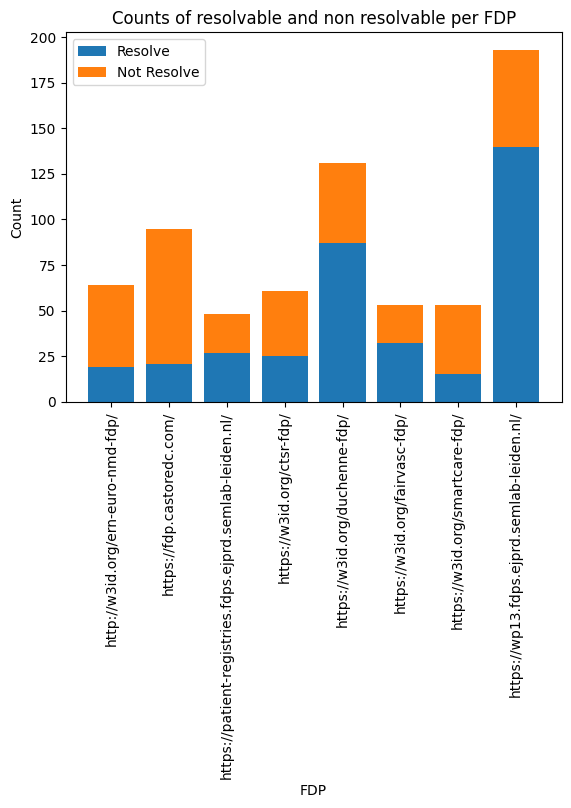 Counts of resolvable and non resolvable per FDP
Resolve
Not Resolve
Count
200
175
150
125
100
75
50
25
0
http://w3id.org/ern-euro-nmd-fdp/
https://fdp.castoredc.com/
https://patient-registries.fdps.ejprd.semlab-leiden.nl/
https://w3id.org/ctsr-fdp/
https://w3id.org/duchenne-fdp/
https://w3id.org/fairvasc-fdp/
https://w3id.org/smartcare-fdp/
https://wp13.fdps.ejprd.semlab-leiden.nl/
FDP